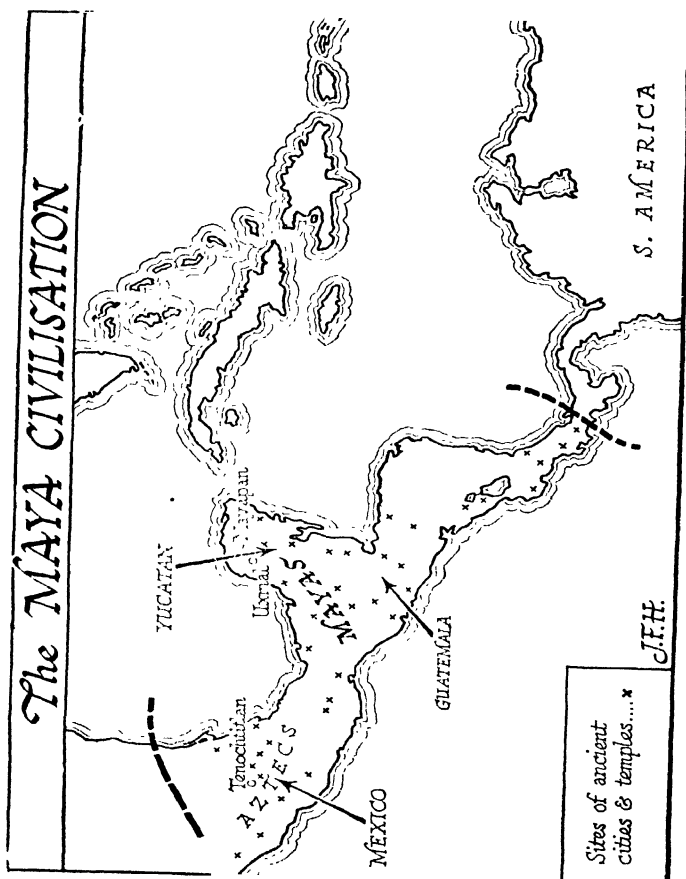 The MAYA CIVILISATION
YUCATAN
Mayapan
Uxmal
MAYAS
GUATEMALA
Tenochtitlan
AZTECS
MEXICO
S. AMERICA
Sites of ancient
cities & temples....x
J.F.H.